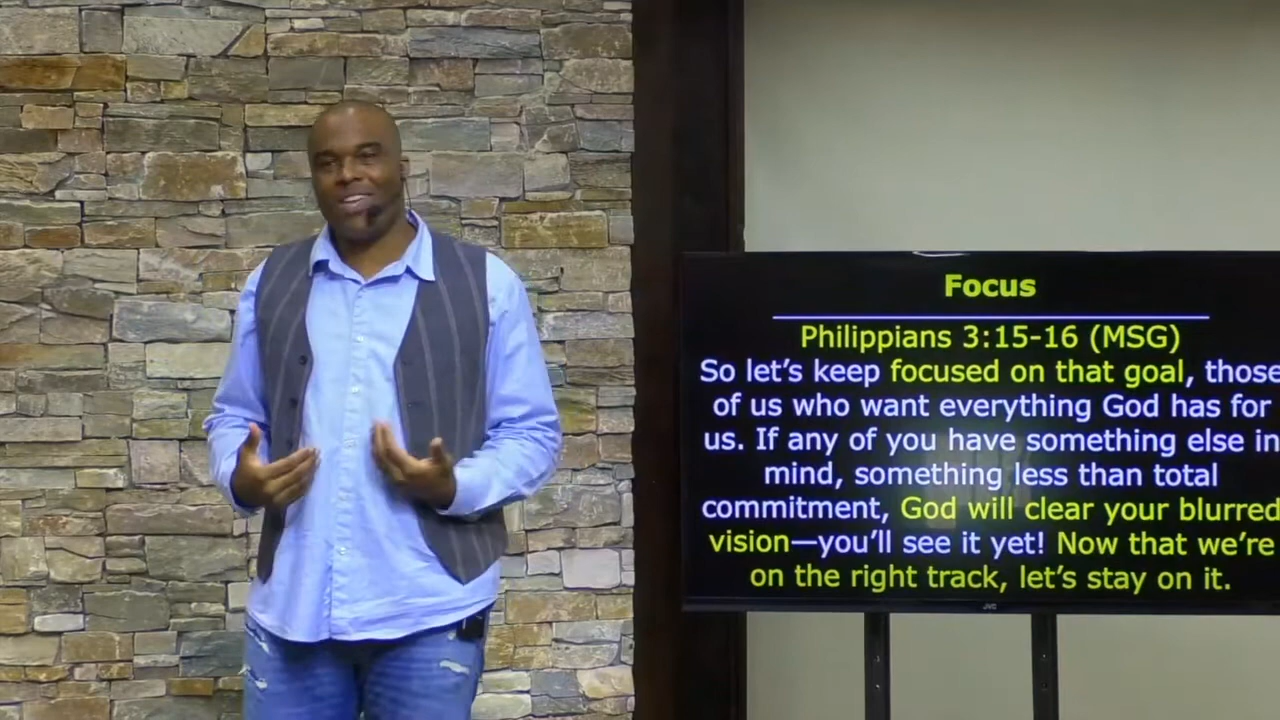 Focus
Philippians 3:15-16 (MSG)
So let's keep focused on that goal, those
of us who want everything God has for
us. If any of you have something else in
mind, something less than total
commitment, God will clear your blurred
vision—you'll see it yet! Now that we're
on the right track, let's stay on it.
JVC